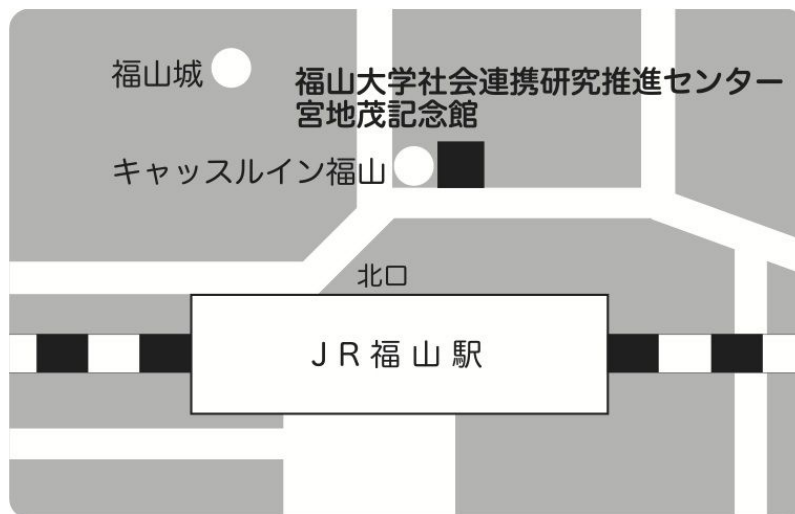 福山城
福山大学社会連携研究推進センター
宮地茂記念館
キャッスルイン福山
北口
JR福山駅